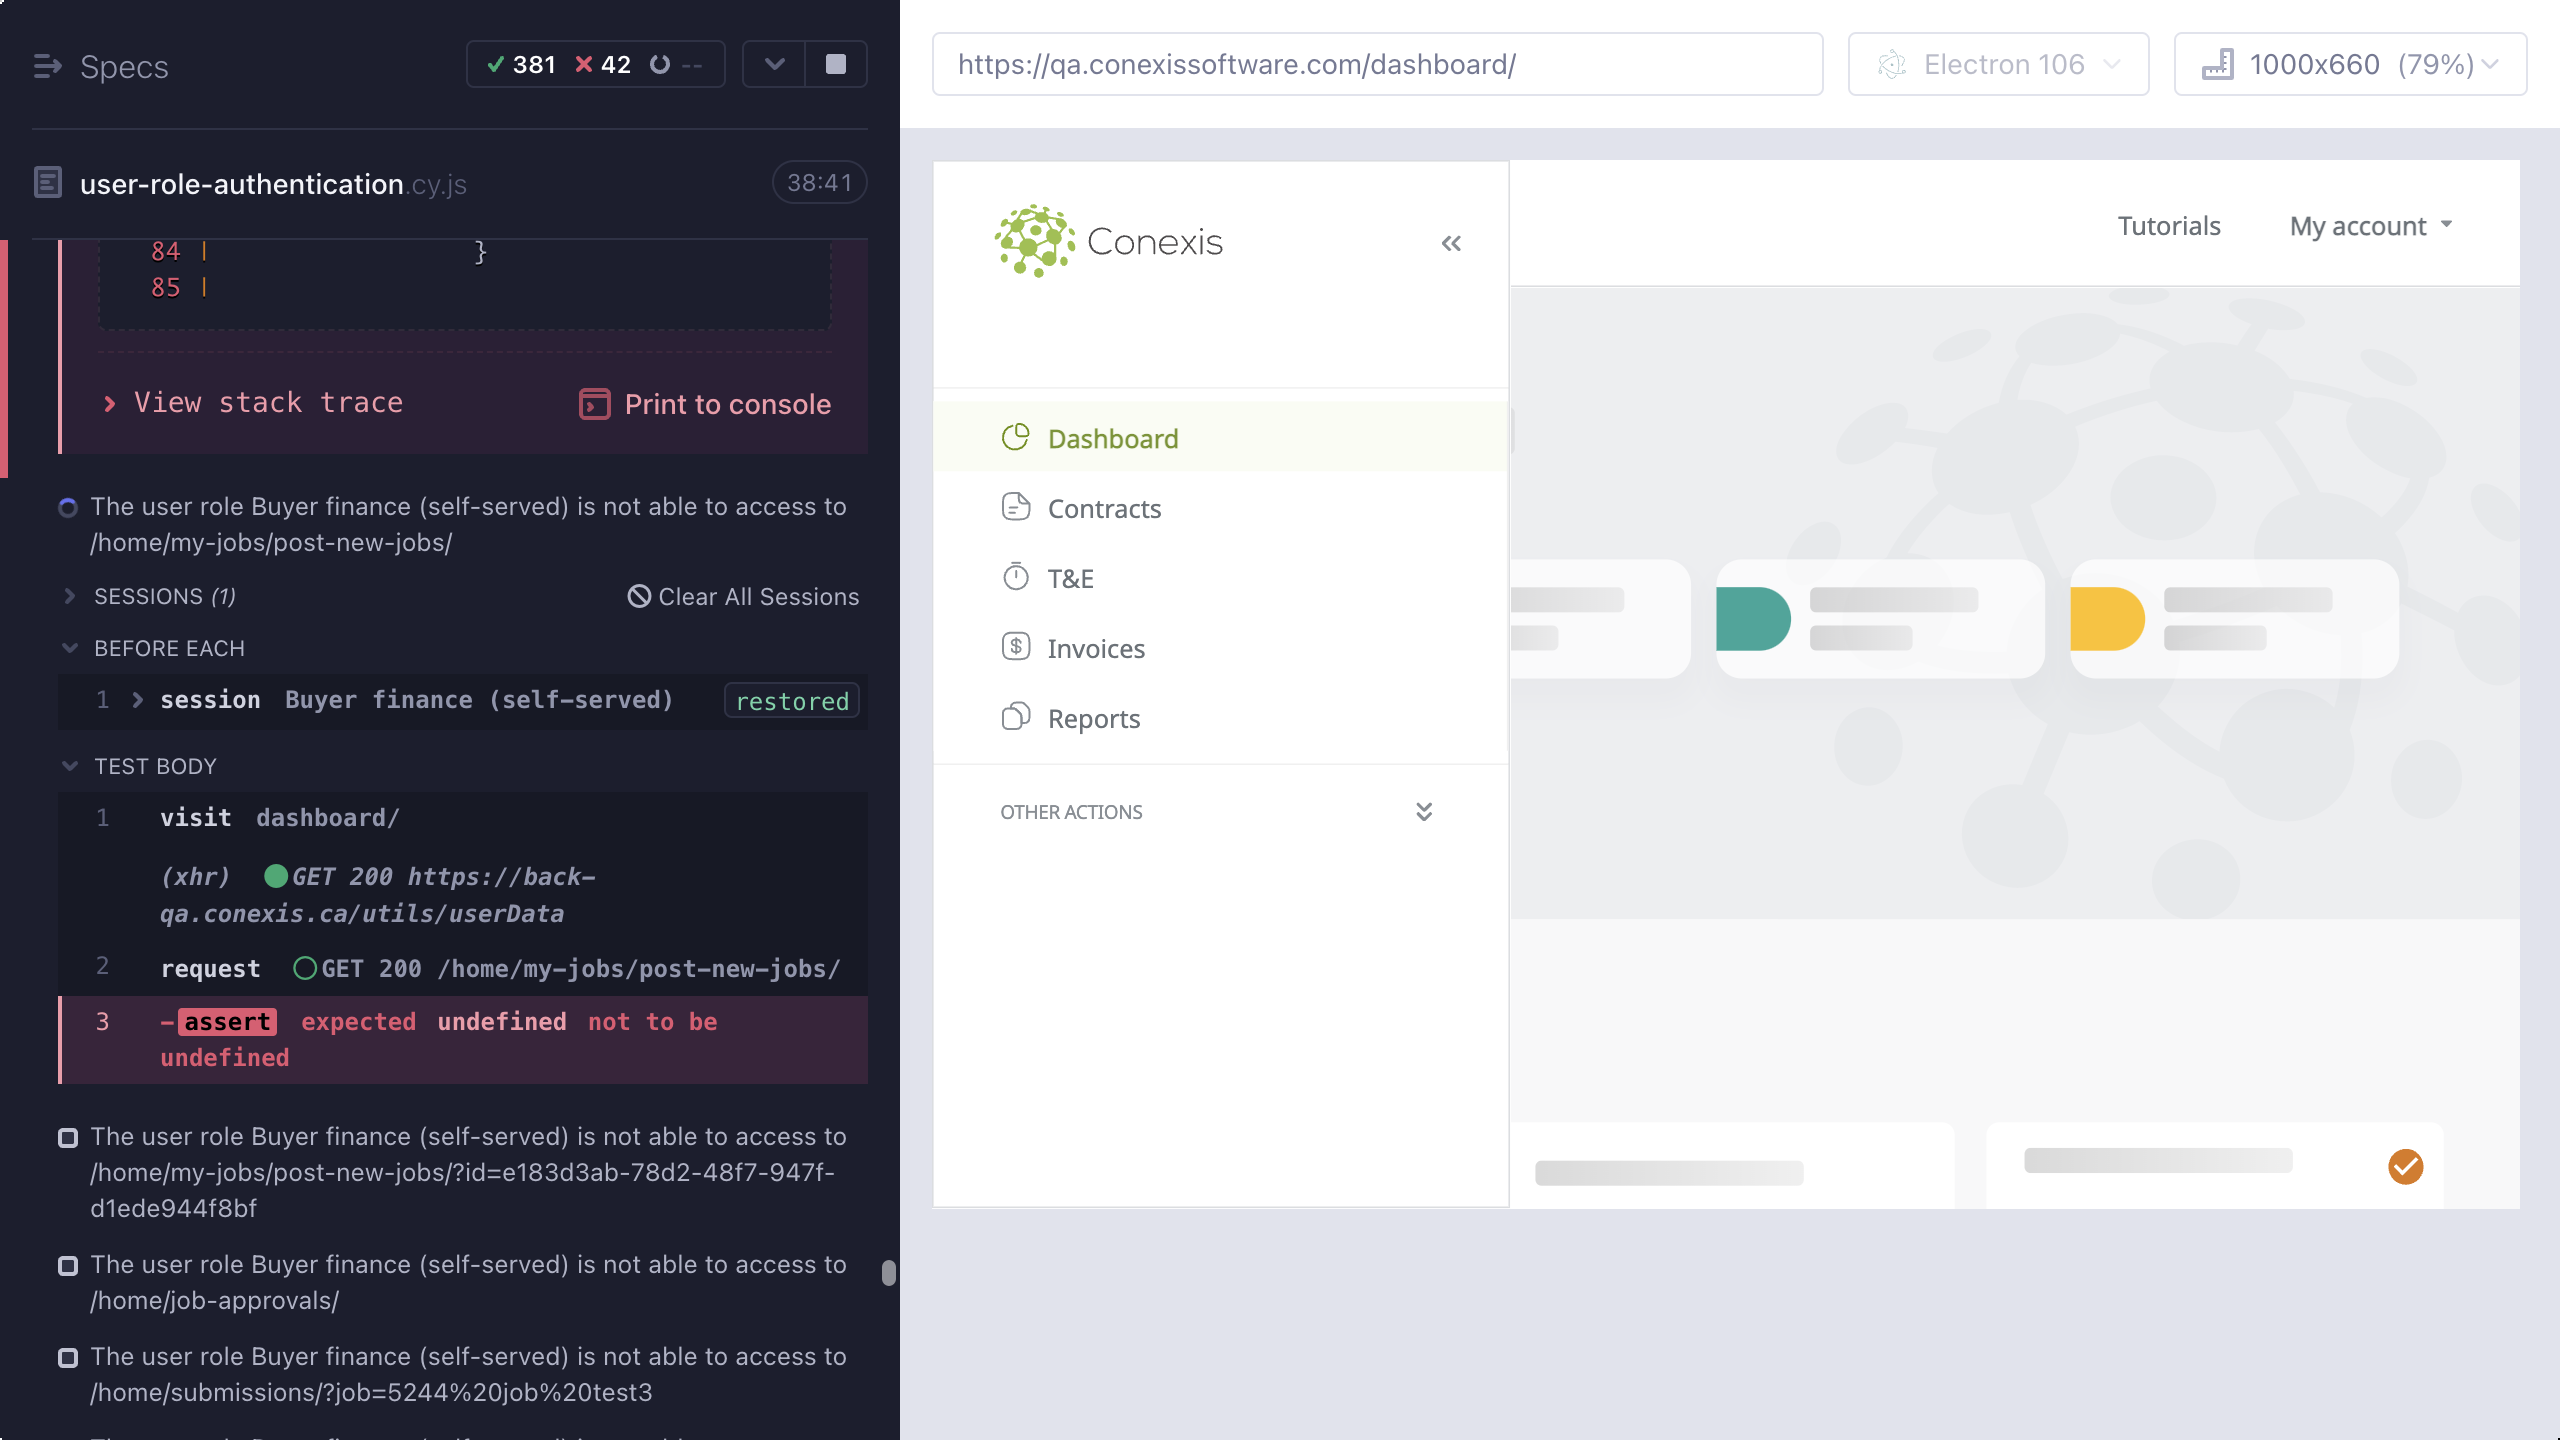 Specs
381 42 --
user-role-authentication.cy.js
38:41
84 | }
85 |
View stack trace
Print to console
The user role Buyer finance (self-served) is not able to access to
/home/my-jobs/post-new-jobs/
SESSIONS (1)
Clear All Sessions
BEFORE EACH
1 session Buyer finance (self-served) restored
TEST BODY
1 visit dashboard/
(xhr) GET 200 https://back-
qa.conexis.ca/utils/userData
2 request GET 200 /home/my-jobs/post-new-jobs/
3 -assert expected undefined not to be
undefined
The user role Buyer finance (self-served) is not able to access to
/home/my-jobs/post-new-jobs/?id=e183d3ab-78d2-48f7-947f-
d1ede944f8bf
The user role Buyer finance (self-served) is not able to access to
/home/job-approvals/
The user role Buyer finance (self-served) is not able to access to
/home/submissions/?job=5244%20job%20test3
https://qa.conexissoftware.com/dashboard/
Electron 106
1000x660 (79%)
Conexis
Tutorials
My account
Dashboard
Contracts
T&E
Invoices
Reports
OTHER ACTIONS